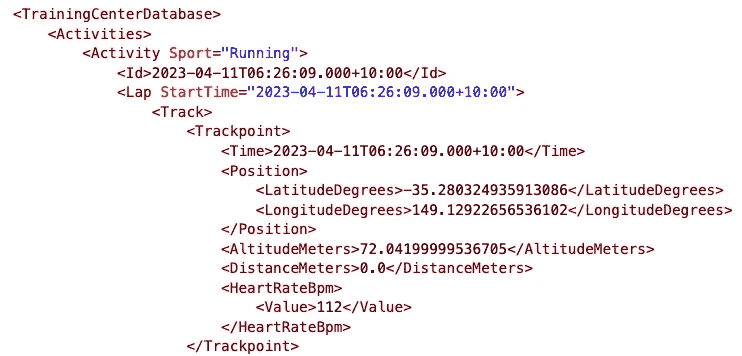 <TrainingCenterDatabase>
<Activities>
<Activity Sport="Running">
<Id>2023-04-11T06:26:09.000+10:00</Id>
<Lap StartTime="2023-04-11T06:26:09.000+10:00">
<Track>
<Trackpoint>
<Time>2023-04-11T06:26:09.000+10:00</Time>
<Position>
<LatitudeDegrees>-35.280324935913086</LatitudeDegrees>
<LongitudeDegrees>149.12922656536102</LongitudeDegrees>
</Position>
<AltitudeMeters>72.04199999536705</AltitudeMeters>
<DistanceMeters>0.0</DistanceMeters>
<HeartRateBpm>
<Value>112</Value>
</HeartRateBpm>
</Trackpoint>